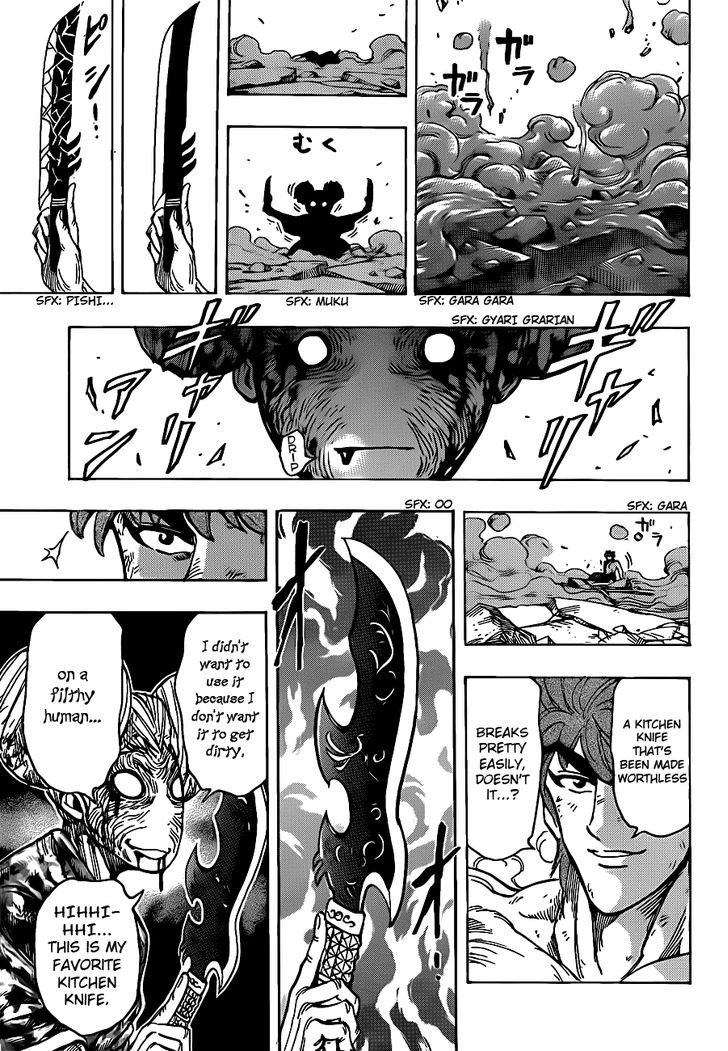 ガラ
ガラ
SFX: GARA GARA
むく
SFX: MUKU
ピシ…
SFX: PISHI...
SFX: GYARI GRARIAN
ギャ
ギャ
ァン
DRIP
SFX: GARA
ガラ
A KITCHEN
KNIFE
THAT'S
BEEN MADE
WORTHLESS
BREAKS
PRETTY
EASILY,
DOESN'T
IT...?
SFX: OO
オオ
I didn't
want to
use it
because I
don't want
it to get
dirty,
on a
filthy
human...
HIHHI-
HHI...
THIS IS MY
FAVORITE
KITCHEN
KNIFE.